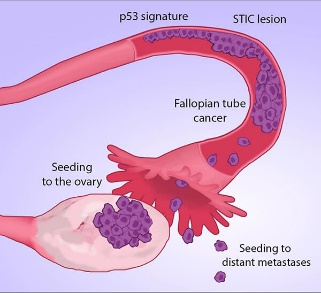 p53 signature
STIC lesion
Fallopian tube
cancer
Seeding
to the ovary
Seeding to
distant metastases